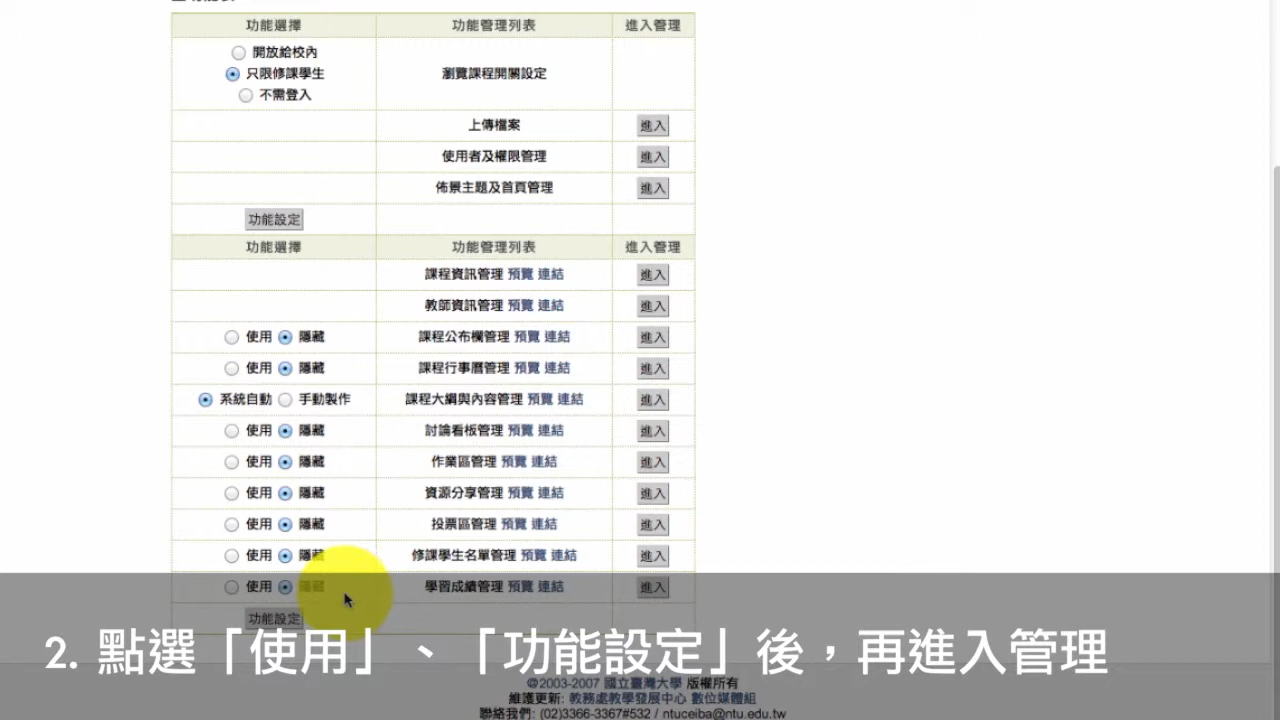 功能選擇 功能管理列表 進入管理
開放給校內
只限修課學生 瀏覽課程開關設定
不需登入
上傳檔案 進入
使用者及權限管理 進入
佈景主題及首頁管理 進入
功能設定
功能選擇 功能管理列表 進入管理
課程資訊管理 預覽 連結 進入
教師資訊管理 預覽 連結 進入
使用 隱藏 課程公布欄管理 預覽 連結 進入
使用 隱藏 課程行事曆管理 預覽 連結 進入
系統自動 手動製作 課程大綱與內容管理 預覽 連結 進入
使用 隱藏 討論看板管理 預覽 連結 進入
使用 隱藏 作業區管理 預覽 連結 進入
使用 隱藏 資源分享管理 預覽 連結 進入
使用 隱藏 投票區管理 預覽 連結 進入
使用 隱藏 修課學生名單管理 預覽 連結 進入
使用 隱藏 學習成績管理 預覽 連結 進入
功能設定
2. 點選「使用」、「功能設定」後，再進入管理
©2003-2007 國立臺灣大學 版權所有
維護更新: 教務處教學發展中心 數位媒體組
聯絡我們: (02)3366-3367#532 / ntuceiba@ntu.edu.tw